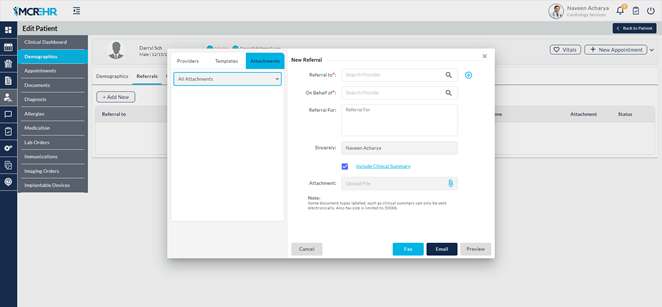 iMCREHR
Naveen Acharya
Cardiology Services
Edit Patient
Back to Patient
Clinical Dashboard
Demographics
Appointments
Documents
Diagnosis
Allergies
Medication
Lab Orders
Immunizations
Imaging Orders
Implantable Devices
Darryl Sch
Male | 12/15/2
Vitals
+ New Appointment
Demographics
Referrals
+ Add New
Referral to
Attachment
Status
Providers
Templates
Attachments
All Attachments
New Referral
Referral to*:
Search Provider
On Behalf of*:
Search Provider
Referral For:
Referral For
Sincerely:
Naveen Acharya
Include Clinical Summary
Attachment:
Upload File
Note:
Some document types labeled, such as clinical summary can only be sent
electronically. Also fax size is limited to 500kb.
Cancel
Fax
Email
Preview